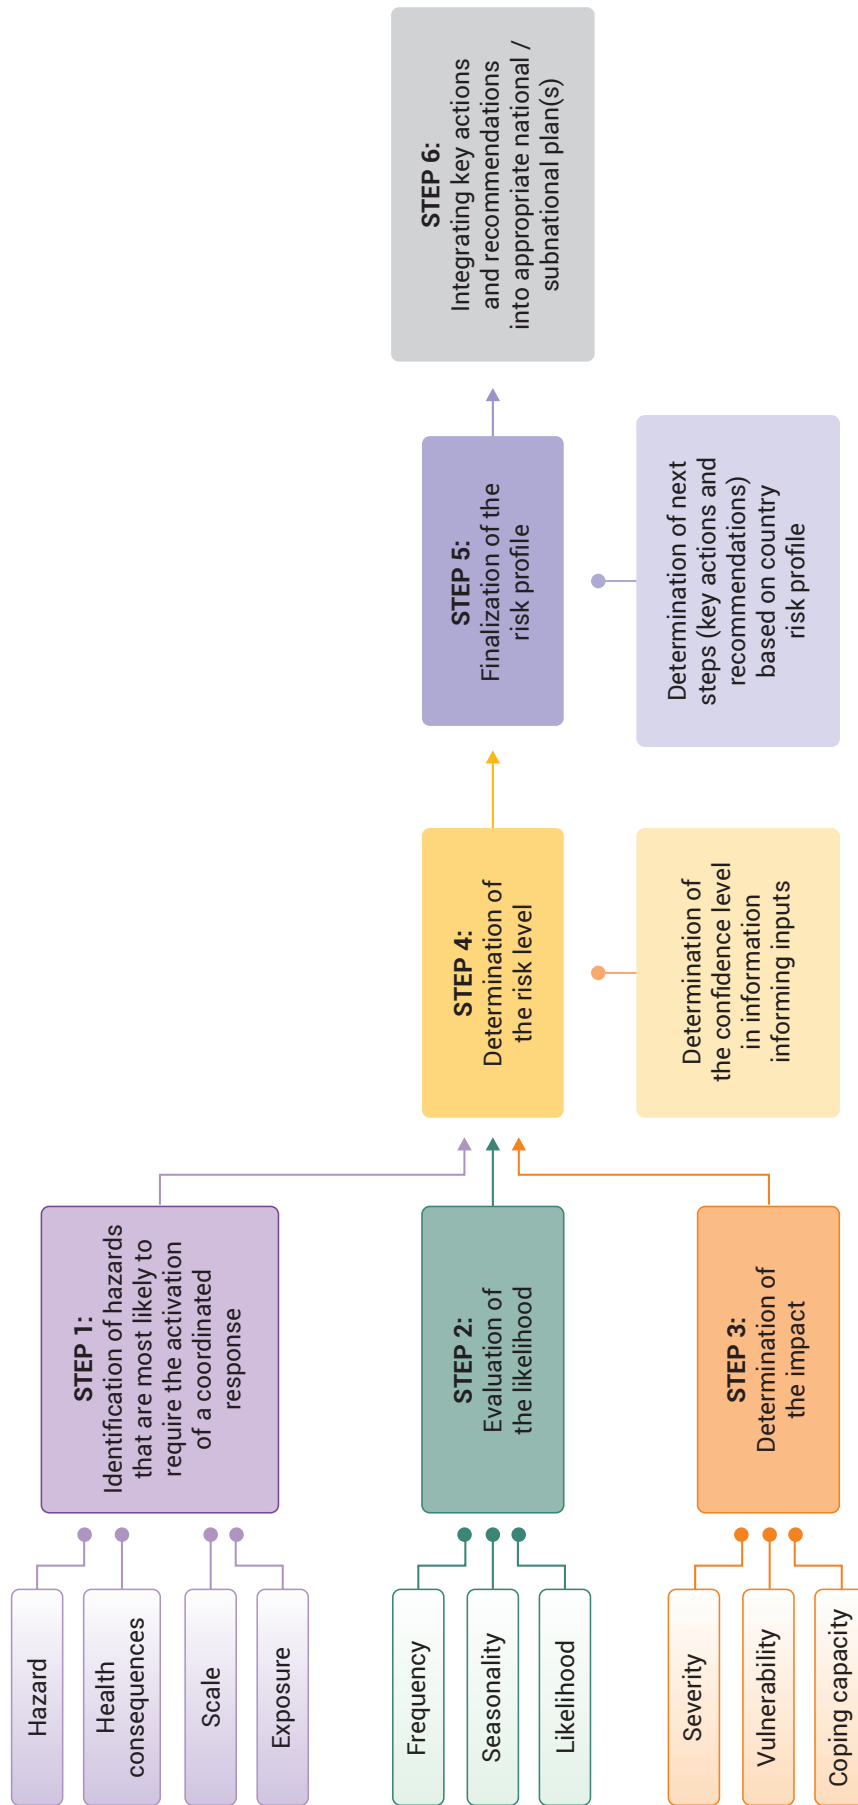 Hazard
Health
consequences
Scale
Exposure
STEP 1:
Identification of hazards
that are most likely to
require the activation
of a coordinated
response
Frequency
Seasonality
Likelihood
STEP 2:
Evaluation of
the likelihood
Severity
Vulnerability
Coping capacity
STEP 3:
Determination of
the impact
STEP 4:
Determination of
the risk level
Determination of
the confidence level
in information
informing inputs
STEP 5:
Finalization of the
risk profile
Determination of next
steps (key actions and
recommendations)
based on country
risk profile
STEP 6:
Integrating key actions
and recommendations
into appropriate national /
subnational plan(s)